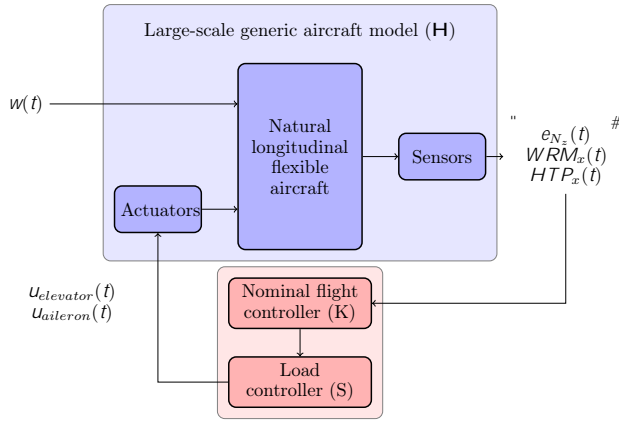 Large-scale generic aircraft model (H)
w(t)
Natural
longitudinal
flexible
aircraft
Sensors
" #
e_{N_z}(t)
WRM_x(t)
HTP_x(t)
Actuators
u_{elevator}(t)
u_{aileron}(t)
Nominal flight
controller (K)
Load
controller (S)